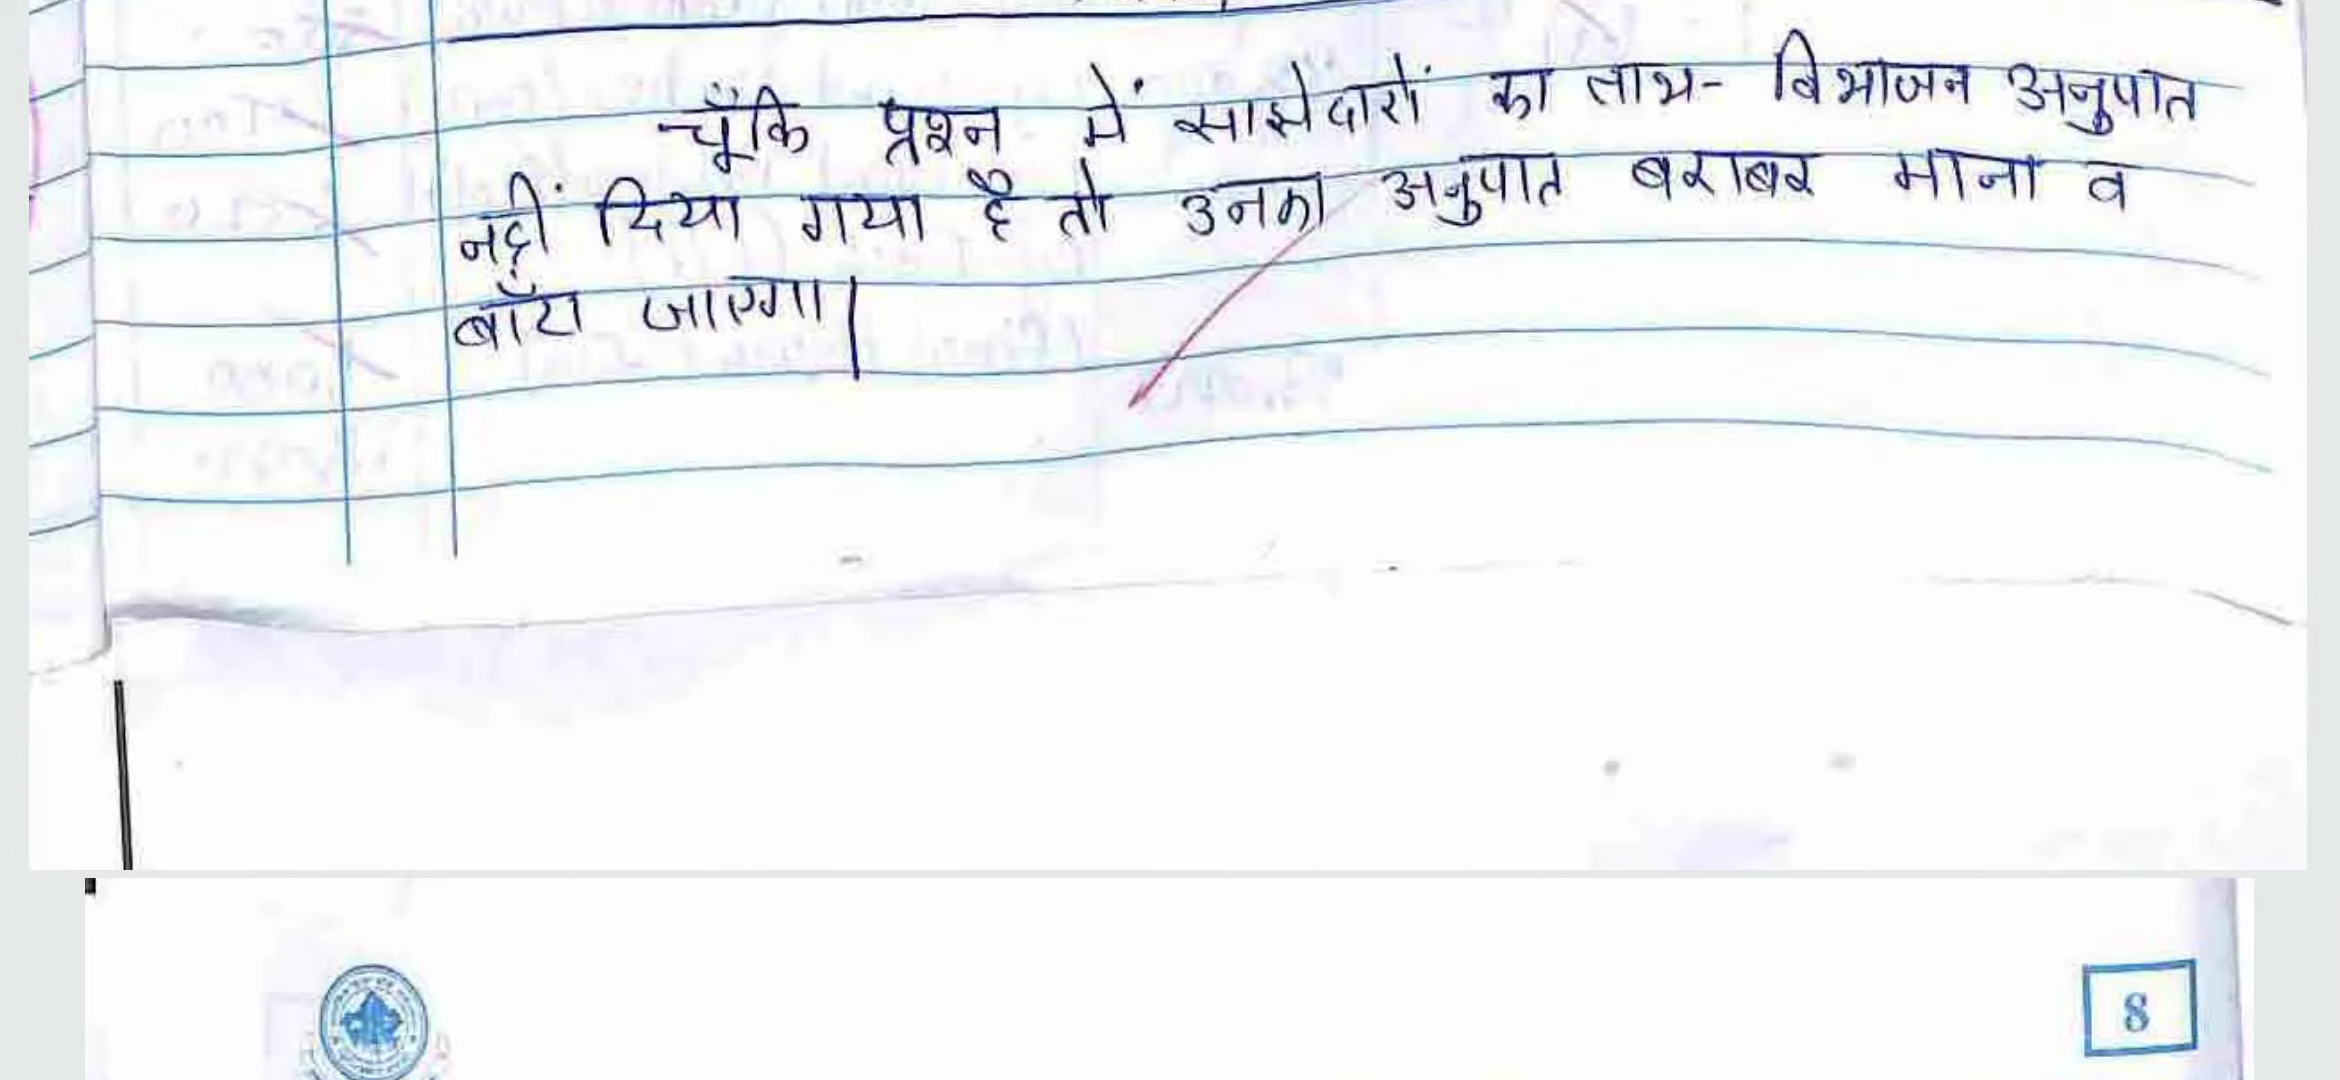 चूँकि प्रश्न में साझेदारों का लाभ- विभाजन अनुपात
नहीं दिया गया है तो उनका अनुपात बराबर माना व
बाँटा जाएगा|
8